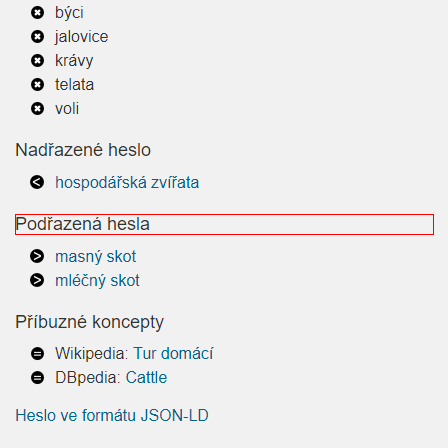 býci
jalovice
krávy
telata
voli
Nadřazené heslo
hospodářská zvířata
Podřazená hesla
masný skot
mléčný skot
Příbuzné koncepty
Wikipedia: Tur domácí
DBpedia: Cattle
Heslo ve formátu JSON-LD